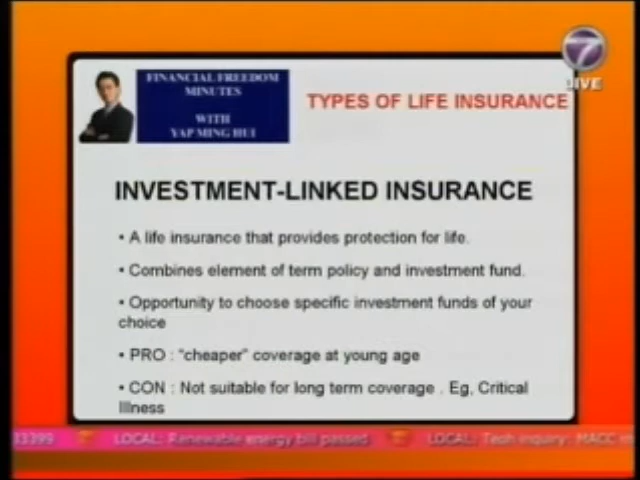 7
LIVE
FINANCIAL FREEDOM
MINUTES
WITH
YAP MING HUI
TYPES OF LIFE INSURANCE
INVESTMENT-LINKED INSURANCE
• A life insurance that provides protection for life.
• Combines element of term policy and investment fund.
• Opportunity to choose specific investment funds of your
choice
• PRO : “cheaper” coverage at young age
• CON : Not suitable for long term coverage . Eg, Critical
Illness
33399 LOCAL: Renewable energy bill passed LOCAL: Teoh inquiry: MACC